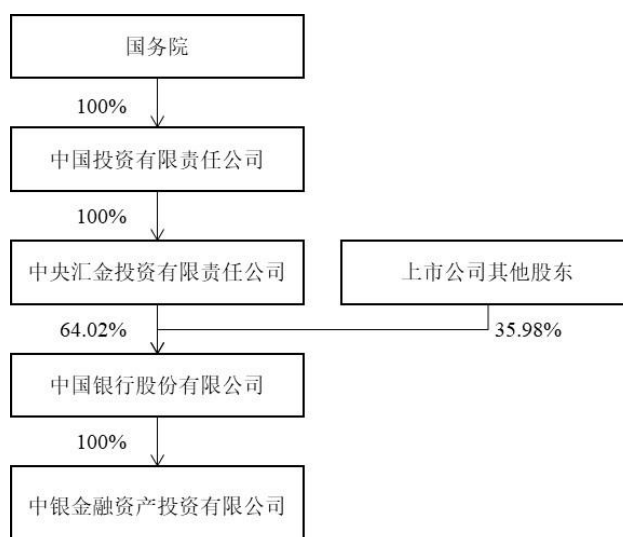 国务院
100%
中国投资有限责任公司
100%
中央汇金投资有限责任公司
上市公司其他股东
64.02%
35.98%
中国银行股份有限公司
100%
中银金融资产投资有限公司